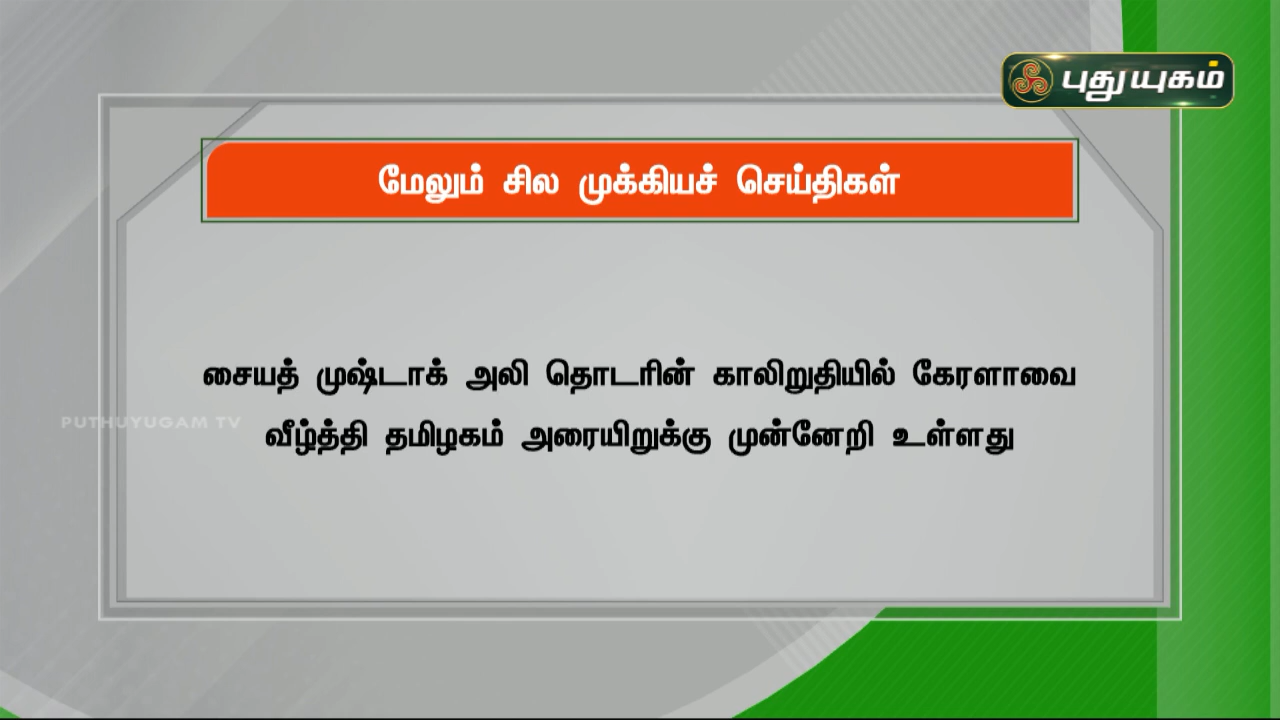 புதுயுகம்
மேலும் சில முக்கியச் செய்திகள்
சையத் முஷ்டாக் அலி தொடரின் காலிறுதியில் கேரளாவை
PUTHUYUGAM TV
வீழ்த்தி தமிழகம் அரையிறுக்கு முன்னேறி உள்ளது